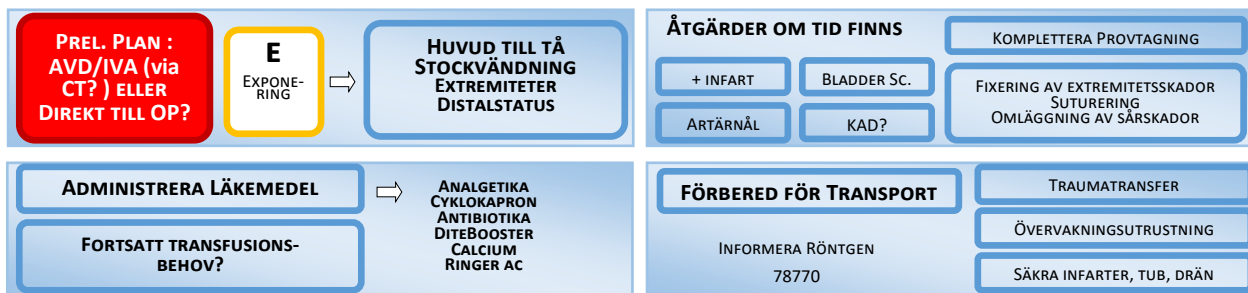 PREL. PLAN :
AVD/IVA (via
CT? ) ELLER
DIREKT TILL OP?
E
EXPONE-
RING
HUVUD TILL TÅ
STOCKVÄNDNING
EXTREMITETER
DISTALSTATUS
ÅTGÄRDER OM TID FINNS
KOMPLETTERA PROVTAGNING
+ INFART
BLADDER SC.
ARTÄRNÅL
KAD?
FIXERING AV EXTREMITETSSKADOR
SUTURERING
OMLÄGGNING AV SÅRSKADOR
ADMINISTRERA LÄKEMEDEL
FORTSATT TRANSFUSIONS-
BEHOV?
ANALGETIKA
CYKLOKAPRON
ANTIBIOTIKA
DITEBOOSTER
CALCIUM
RINGER AC
FÖRBERED FÖR TRANSPORT
INFORMERA RÖNTGEN
78770
TRAUMATRANSFER
ÖVERVAKNINGSUTRUSTNING
SÄKRA INFARTER, TUB, DRÄN